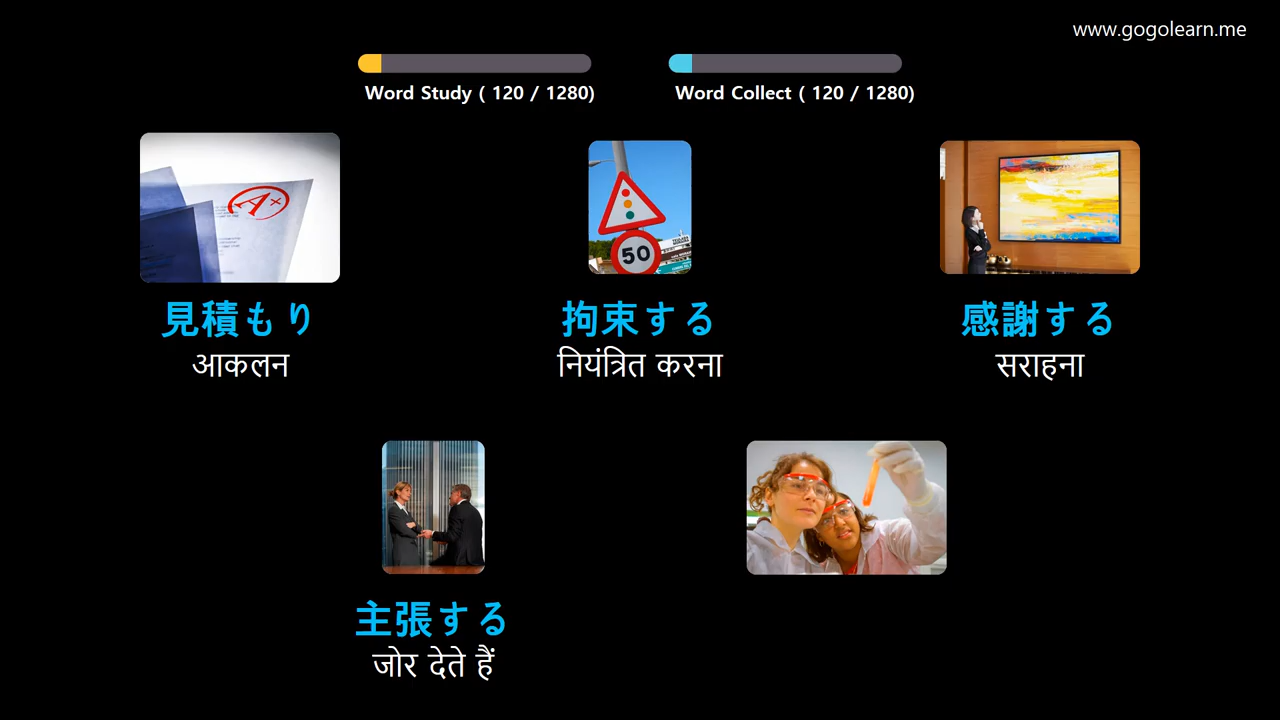 www.gogolearn.me
Word Study ( 120 / 1280)
Word Collect ( 120 / 1280)
A+
50
見積もり
आकलन
拘束する
नियंत्रित करना
感謝する
सराहना
主張する
जोर देते हैं